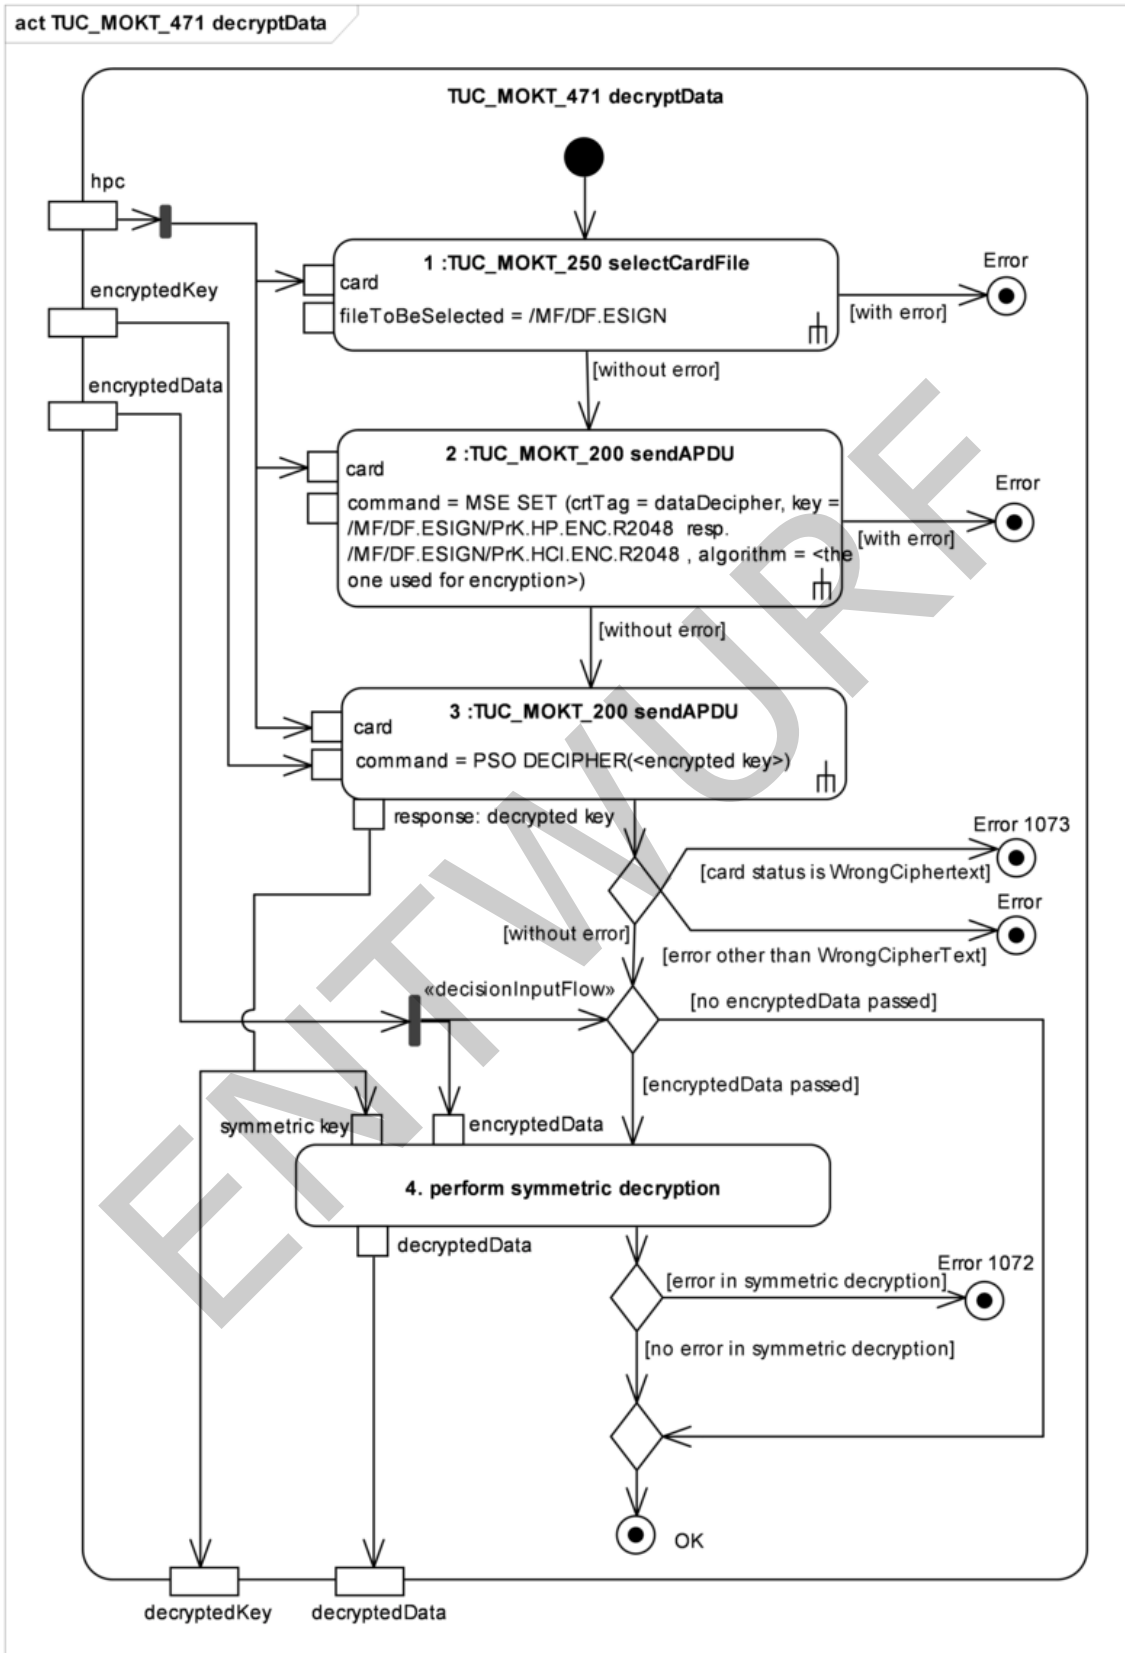 act TUC_MOKT_471 decryptData
TUC_MOKT_471 decryptData
hpc
1 :TUC_MOKT_250 selectCardFile
Error
card
encryptedKey
fileToBeSelected = /MF/DF.ESIGN
[with error]
[without error]
encryptedData
2 :TUC_MOKT_200 sendAPDU
card
Error
command = MSE SET (crtTag = dataDecipher, key =
/MF/DF.ESIGN/PrK.HP.ENC.R2048 resp.
[with error]
/MF/DF.ESIGN/PrK.HCI.ENC.R2048 , algorithm = <the
one used for encryption>)
[without error]
3 :TUC_MOKT_200 sendAPDU
card
command = PSO DECIPHER(<encrypted key>)
response: decrypted key
Error 1073
[card status is WrongCiphertext]
Error
[without error]
[error other than WrongCipherText]
«decisionInputFlow»
[no encryptedData passed]
[encryptedData passed]
symmetric key
encryptedData
4. perform symmetric decryption
decryptedData
Error 1072
[error in symmetric decryption]
[no error in symmetric decryption]
OK
decryptedKey
decryptedData
ENTWURF